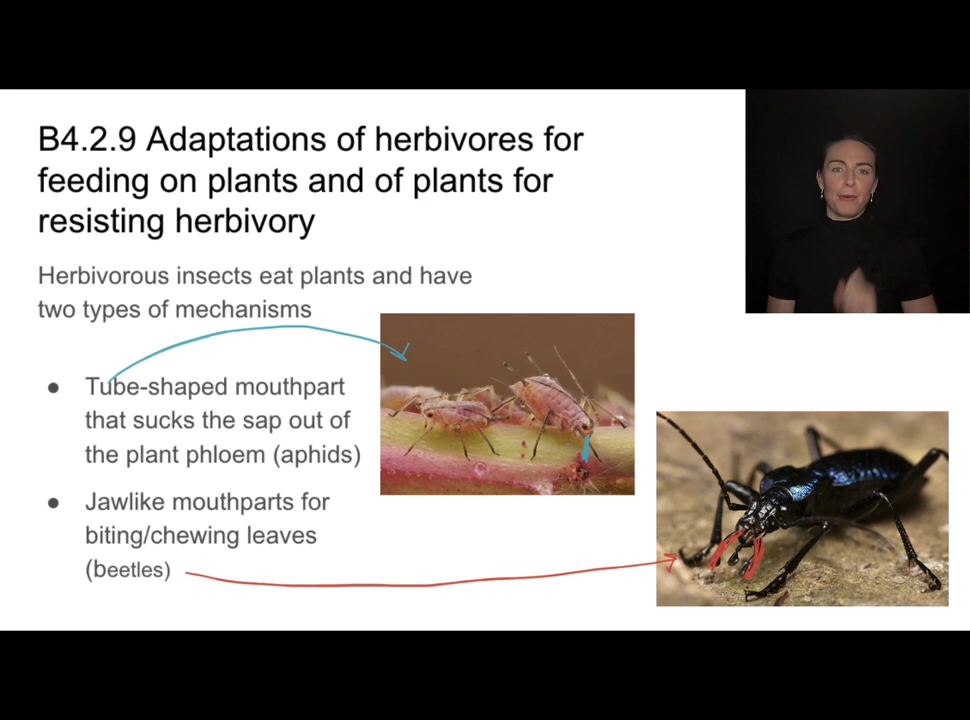 B4.2.9 Adaptations of herbivores for
feeding on plants and of plants for
resisting herbivory
Herbivorous insects eat plants and have
two types of mechanisms
● Tube-shaped mouthpart
that sucks the sap out of
the plant phloem (aphids)
● Jawlike mouthparts for
biting/chewing leaves
(beetles)